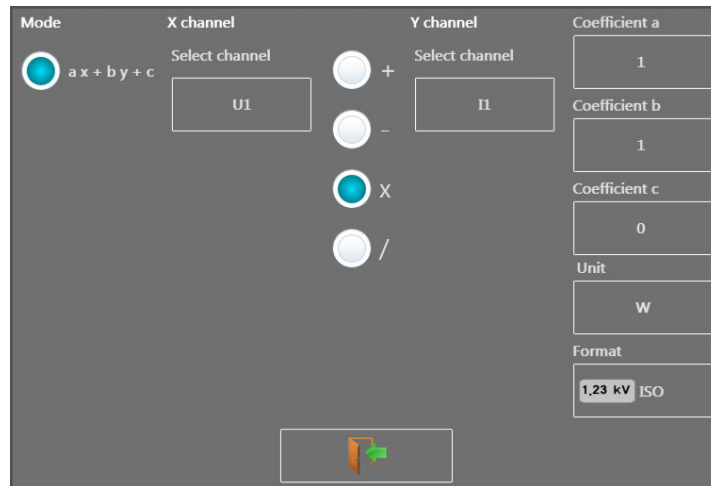 Mode
X channel
Y channel
Coefficient a
a x + b y + c
Select channel
+
Select channel
1
U1
I1
Coefficient b
-
1
X
Coefficient c
0
/
Unit
W
Format
1,23 kV ISO